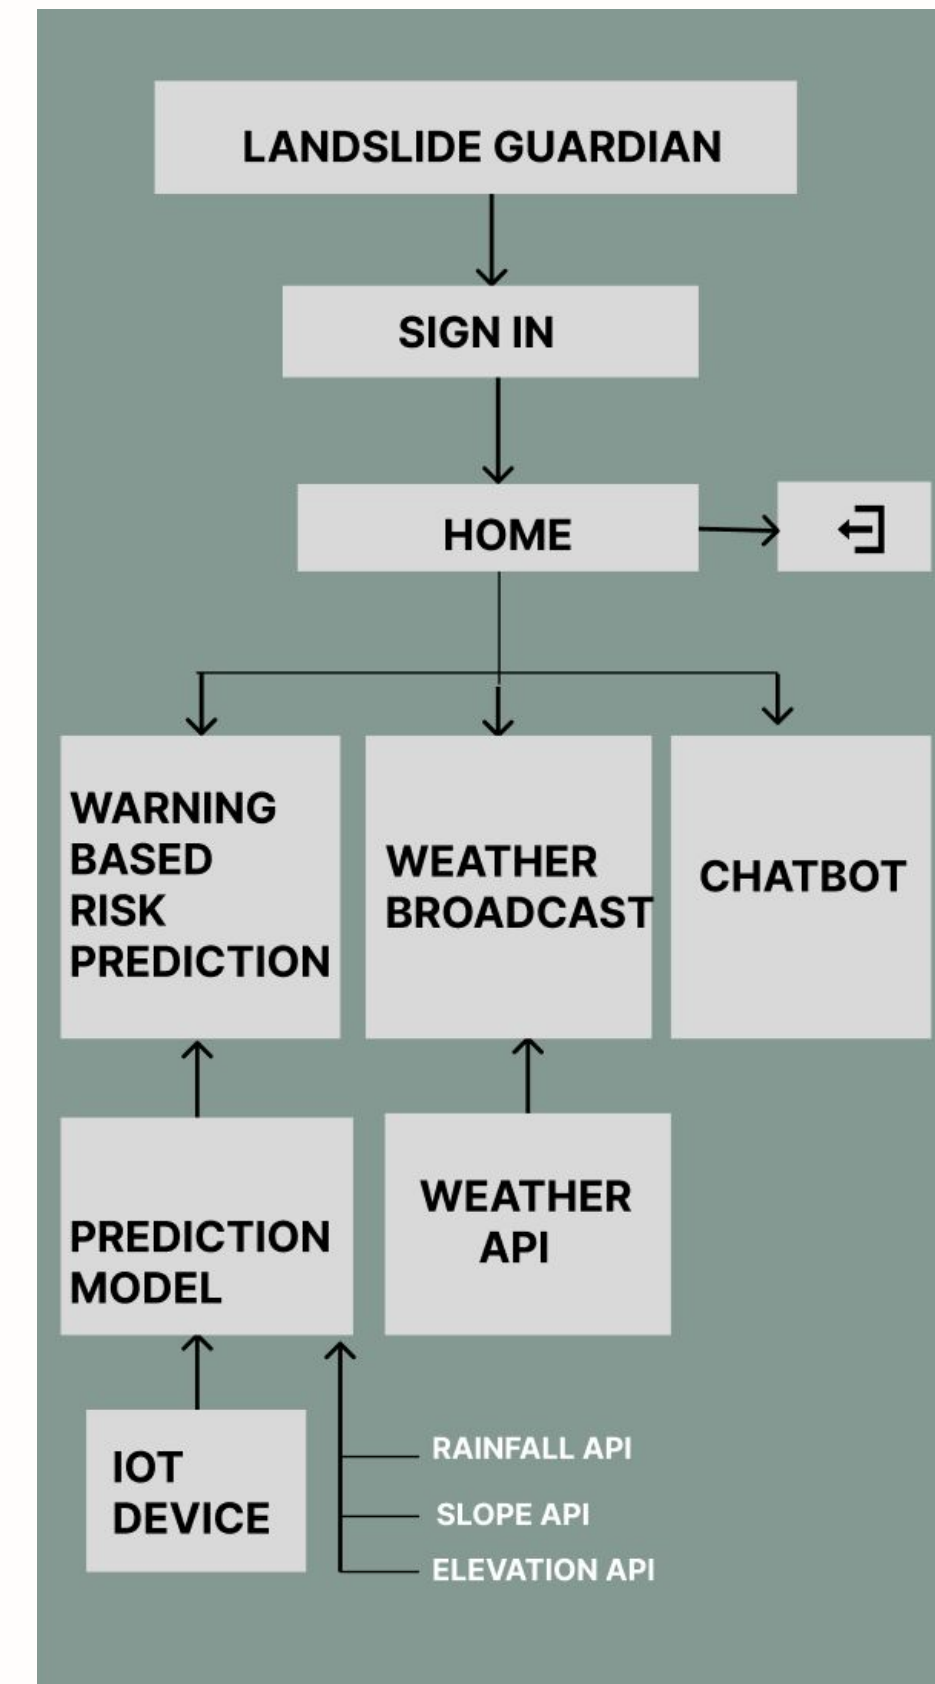 LANDSLIDE GUARDIAN
SIGN IN
HOME
WARNING
BASED
RISK
PREDICTION
WEATHER
BROADCAST
CHATBOT
PREDICTION
MODEL
WEATHER
API
IOT
DEVICE
RAINFALL API
SLOPE API
ELEVATION API